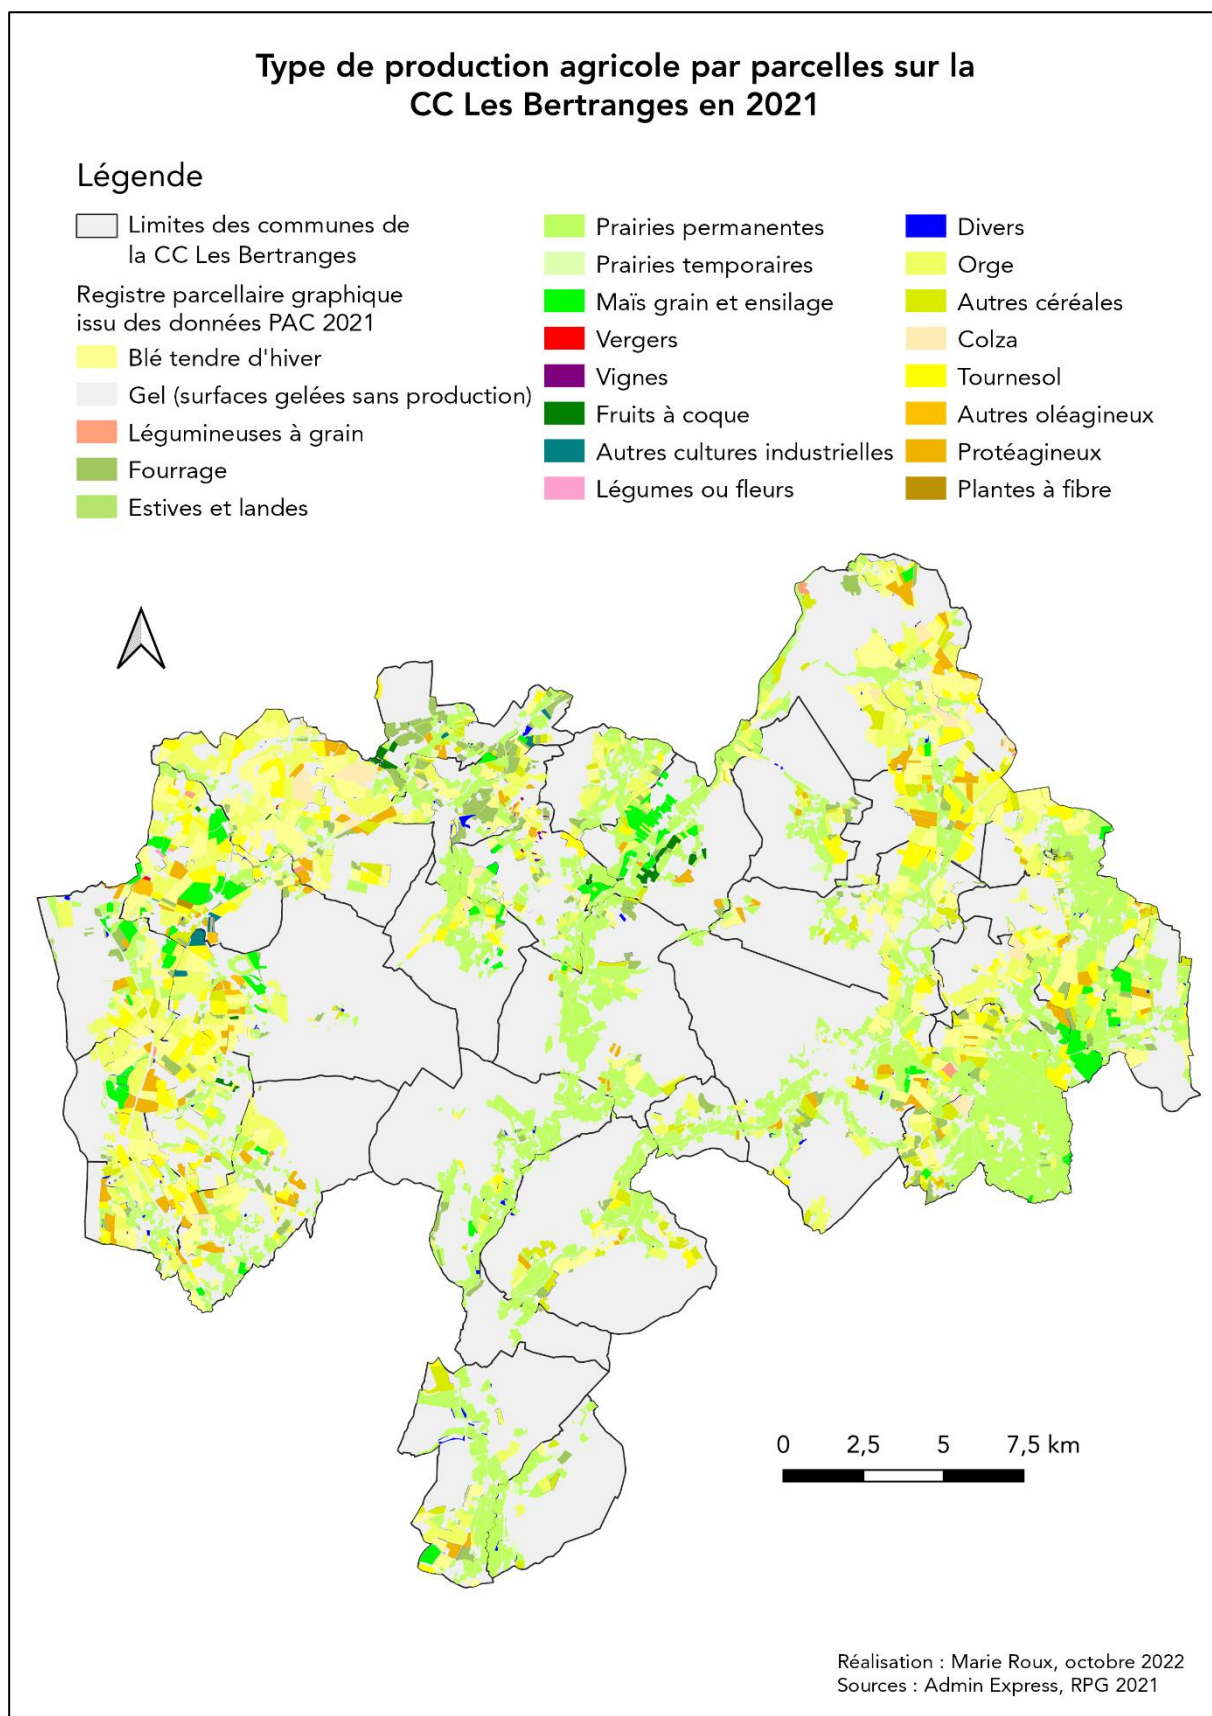 Type de production agricole par parcelles sur la
CC Les Bertranges en 2021
Légende
Limites des communes de
la CC Les Bertranges
Registre parcellaire graphique
issu des données PAC 2021
Blé tendre d'hiver
Gel (surfaces gelées sans production)
Légumineuses à grain
Fourrage
Estives et landes
Prairies permanentes
Prairies temporaires
Maïs grain et ensilage
Vergers
Vignes
Fruits à coque
Autres cultures industrielles
Légumes ou fleurs
Divers
Orge
Autres céréales
Colza
Tournesol
Autres oléagineux
Protéagineux
Plantes à fibre
0 2,5 5 7,5 km
Réalisation : Marie Roux, octobre 2022
Sources : Admin Express, RPG 2021